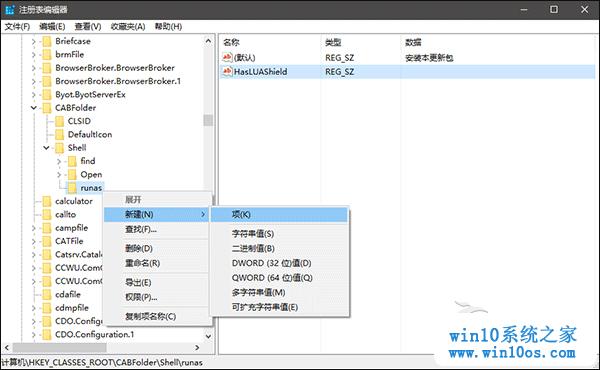 注册表编辑器
文件(F) 编辑(E) 查看(V) 收藏夹(A) 帮助(H)
Briefcase
brmFile
BrowserBroker.BrowserBroker
BrowserBroker.BrowserBroker.1
Byot.ByotServerEx
CABFolder
CLSID
DefaultIcon
Shell
find
Open
runas
calculator
callto
campfile
CATFile
Catsrv.Catalo
CCWU.ComC
CCWU.Com
cdafile
cdmpfile
CDO.Configura
CDO.Configuration.1
名称 类型 数据
(默认) REG_SZ 安装本更新包
HasLUAShield REG_SZ
展开
新建(N)
查找(F)...
删除(D)
重命名(R)
导出(E)
权限(P)...
复制项名称(C)
项(K)
字符串值(S)
二进制值(B)
DWORD (32 位)值(D)
QWORD (64 位)值(Q)
多字符串值(M)
可扩充字符串值(E)
win10系统之家
www.win10os.com
计算机\HKEY_CLASSES_ROOT\CABFolder\Shell\runas